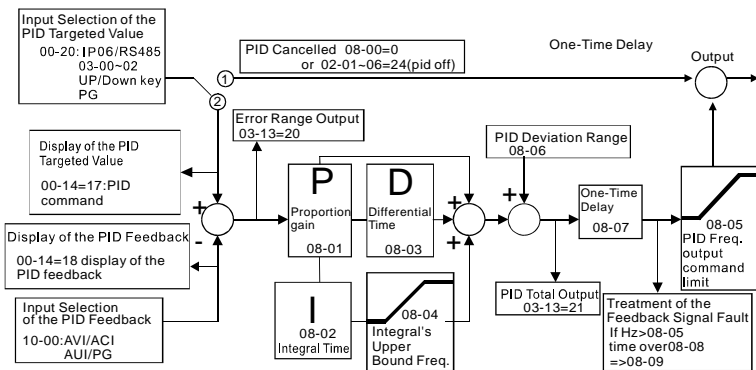 Input Selection of the
PID Targeted Value
00-20: IP06/RS485
03-00~02
UP/Down key
PG
PID Cancelled 08-00=0
or 02-01~06=24(pid off)
One-Time Delay
Output
1
2
Error Range Output
03-13=20
Display of the PID
Targeted Value
00-14=17:PID
command
PID Deviation Range
08-06
P
Proportion
gain
08-01
D
Differential
Time
08-03
One-Time
Delay
08-07
08-05
PID Freq.
output
command
limit
+
-
+
+
+
Display of the PID Feedback
00-14=18 display of the
PID feedback
Input Selection
of the PID Feedback
10-00:AVI/ACI
AUI/PG
I
08-02
Integral Time
08-04
Integral's
Upper
Bound Freq.
PID Total Output
03-13=21
Treatment of the
Feedback Signal Fault
If Hz>08-05
time over08-08
=>08-09